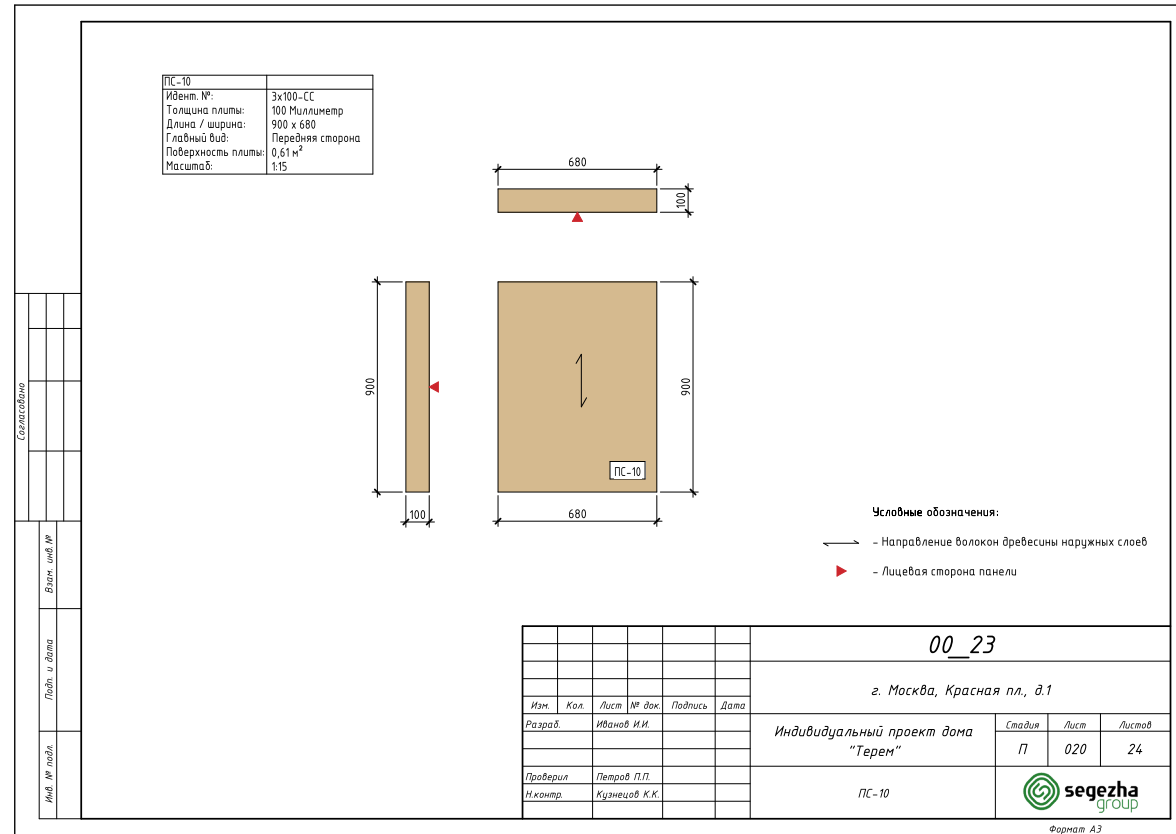 ПС-10
Идент. №: 3х100-СС
Толщина плиты: 100 Миллиметр
Длина / ширина: 900 x 680
Главный вид: Передняя сторона
Поверхность плиты: 0,61 м²
Масштаб: 1:15
680
100
900
900
ПС-10
100
680
Условные обозначения:
- Направление волокон древесины наружных слоев
- Лицевая сторона панели
Согласовано
Взам. инв. №
Подп. и дата
Инв. № подл.
00__23
г. Москва, Красная пл., д.1
Изм. Кол. Лист № док. Подпись Дата
Разраб. Иванов И.И.
Индивидуальный проект дома
"Терем"
Стадия Лист Листов
П 020 24
Проверил Петров П.П.
Н.контр. Кузнецов К.К.
ПС-10
segezha
group
Формат А3